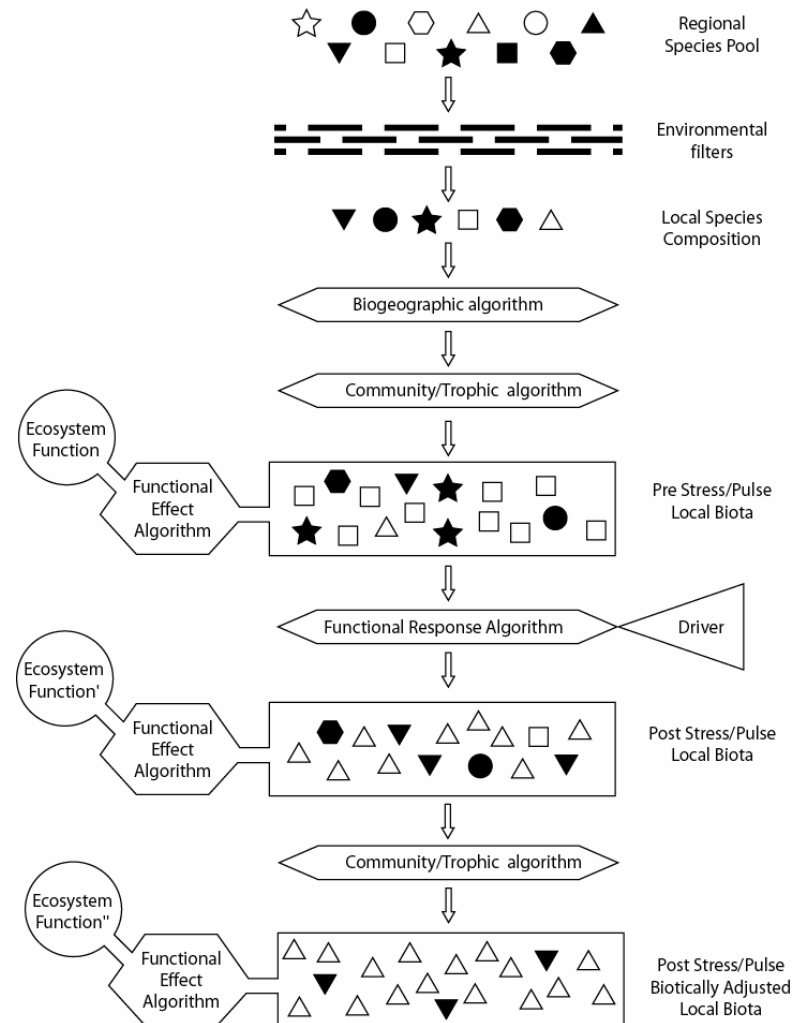 Regional
Species Pool
Environmental
filters
Local Species
Composition
Biogeographic algorithm
Community/Trophic algorithm
Ecosystem
Function
Functional
Effect
Algorithm
Pre Stress/Pulse
Local Biota
Functional Response Algorithm
Driver
Ecosystem
Function'
Functional
Effect
Algorithm
Post Stress/Pulse
Local Biota
Community/Trophic algorithm
Ecosystem
Function"
Functional
Effect
Algorithm
Post Stress/Pulse
Biotically Adjusted
Local Biota